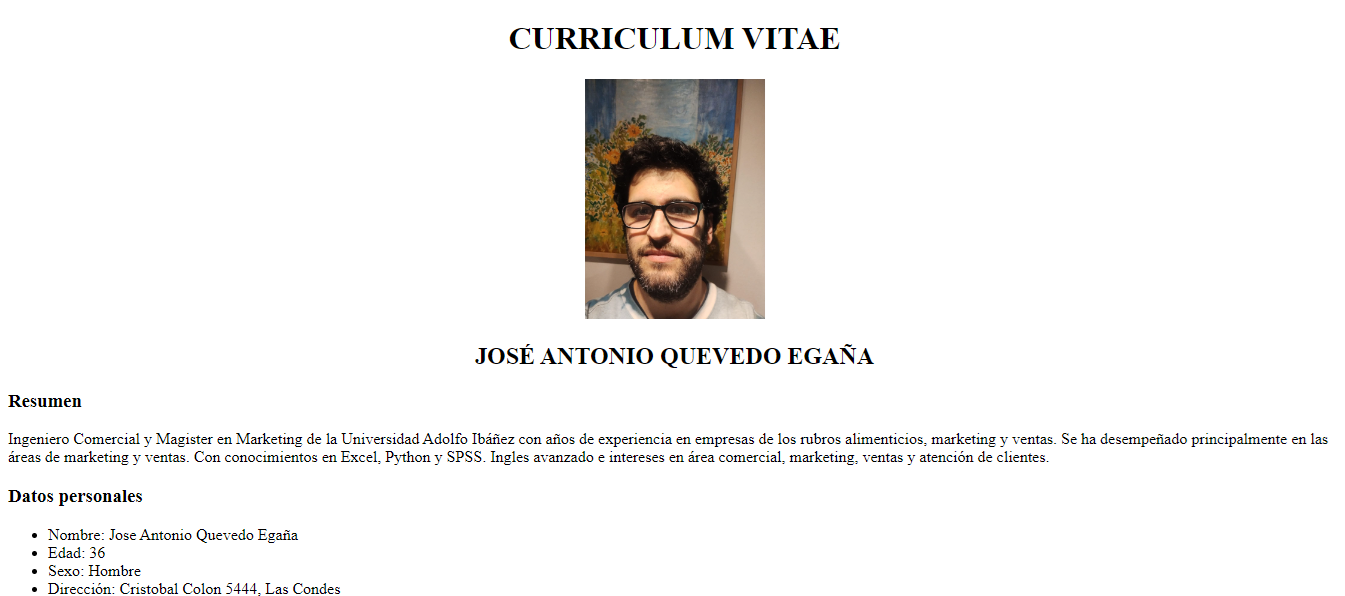 CURRICULUM VITAE
JOSÉ ANTONIO QUEVEDO EGAÑA
Resumen
Ingeniero Comercial y Magister en Marketing de la Universidad Adolfo Ibáñez con años de experiencia en empresas de los rubros alimenticios, marketing y ventas. Se ha desempeñado principalmente en las
áreas de marketing y ventas. Con conocimientos en Excel, Python y SPSS. Ingles avanzado e intereses en área comercial, marketing, ventas y atención de clientes.
Datos personales
• Nombre: Jose Antonio Quevedo Egaña
• Edad: 36
• Sexo: Hombre
• Dirección: Cristobal Colon 5444, Las Condes